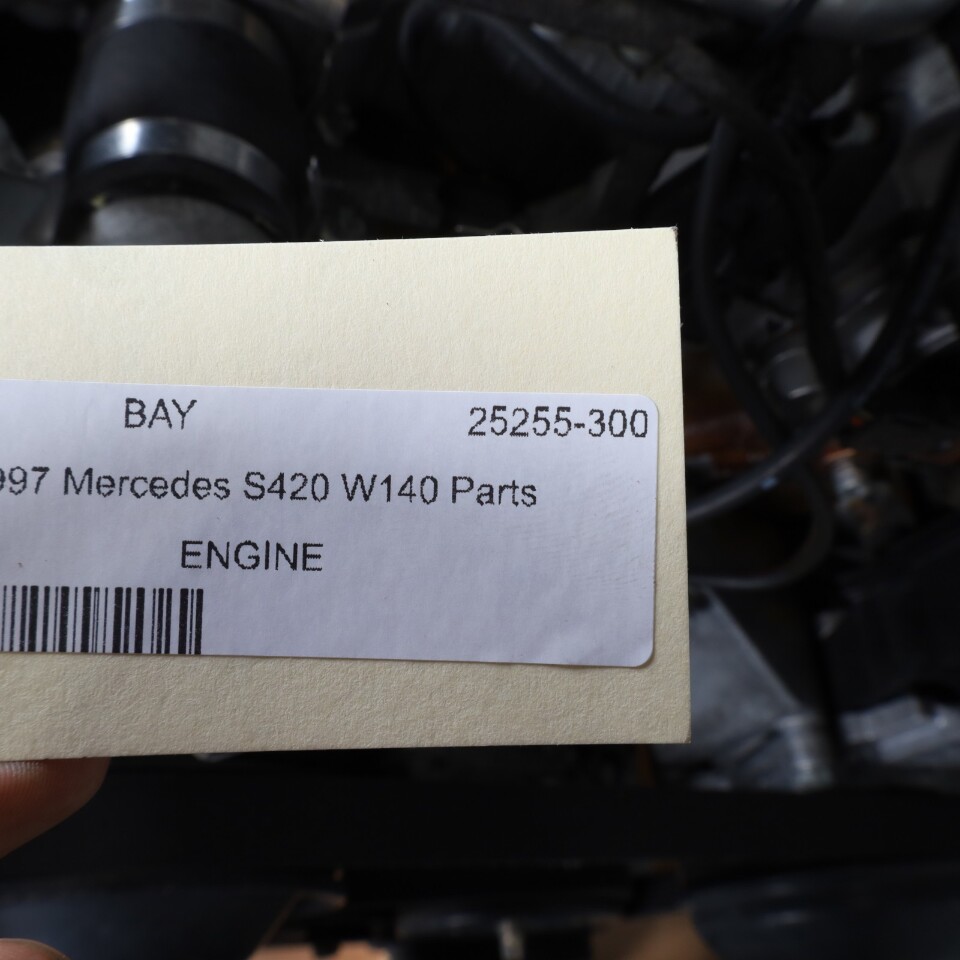 BAY 25255-300
997 Mercedes S420 W140 Parts
ENGINE